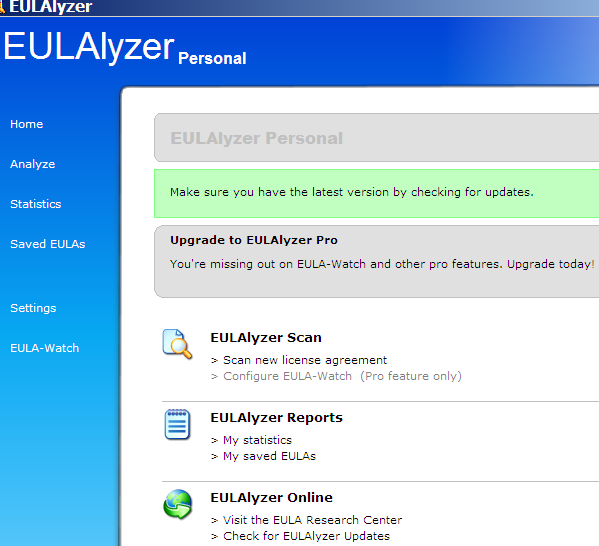 EULAlyzer
EULAlyzer Personal
Home
Analyze
Statistics
Saved EULAs
Settings
EULA-Watch
EULAlyzer Personal
Make sure you have the latest version by checking for updates.
Upgrade to EULAlyzer Pro
You're missing out on EULA-Watch and other pro features. Upgrade today!
EULAlyzer Scan
> Scan new license agreement
> Configure EULA-Watch (Pro feature only)
EULAlyzer Reports
> My statistics
> My saved EULAs
EULAlyzer Online
> Visit the EULA Research Center
> Check for EULAlyzer Updates